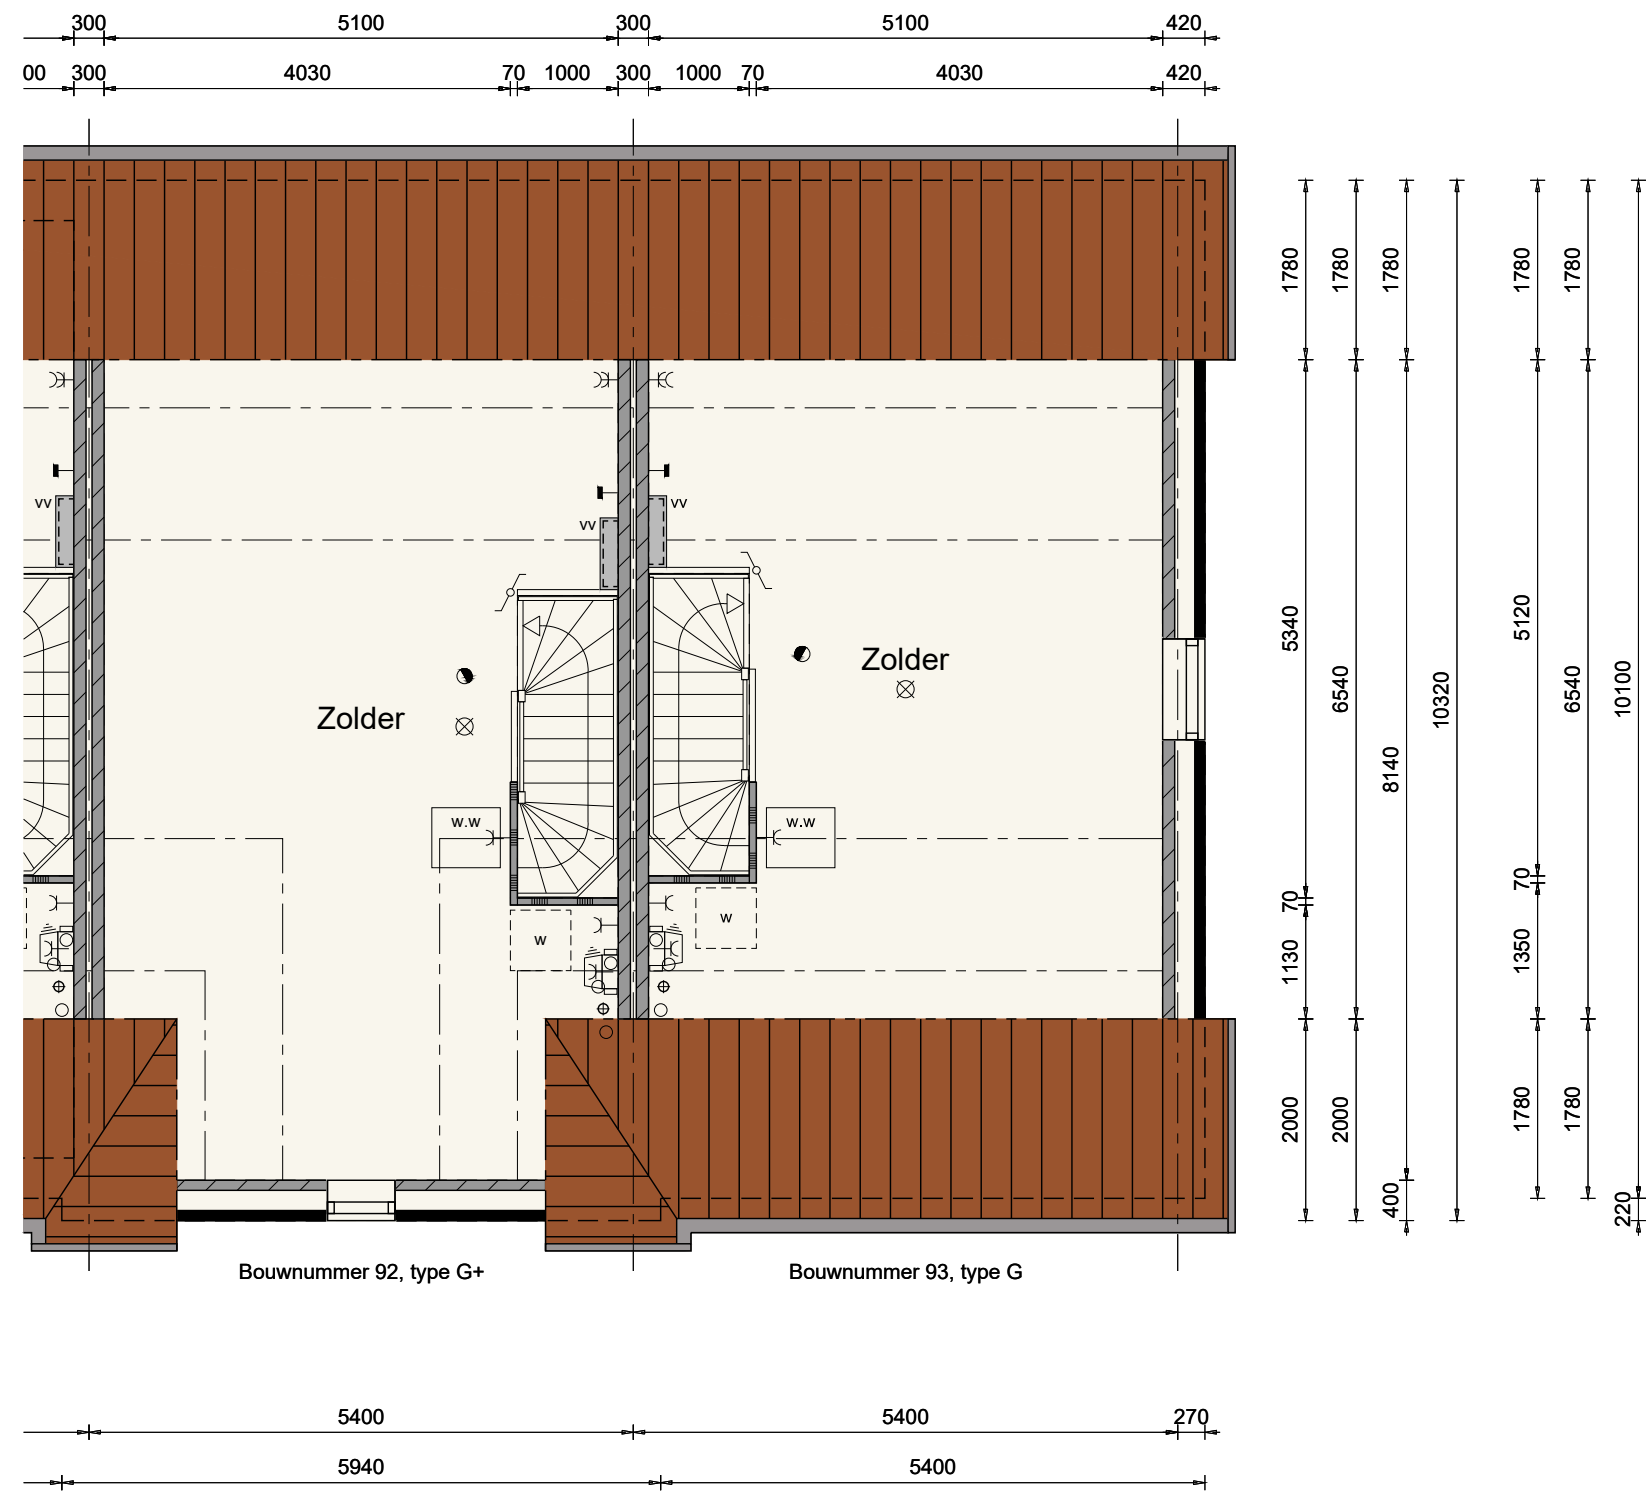 300 5100 300 5100 420
00 300 4030 70 1000 300 1000 70 4030 420
1780 1780 1780 1780 1780
vv vv vv
5340 6540 8140 10320 5120 6540 10100
Zolder
Zolder
w.w w.w
70 70
w w
1130 1350
2000 2000 1780 1780
400 220
Bouwnummer 92, type G+ Bouwnummer 93, type G
5400 5400 270
5940 5400